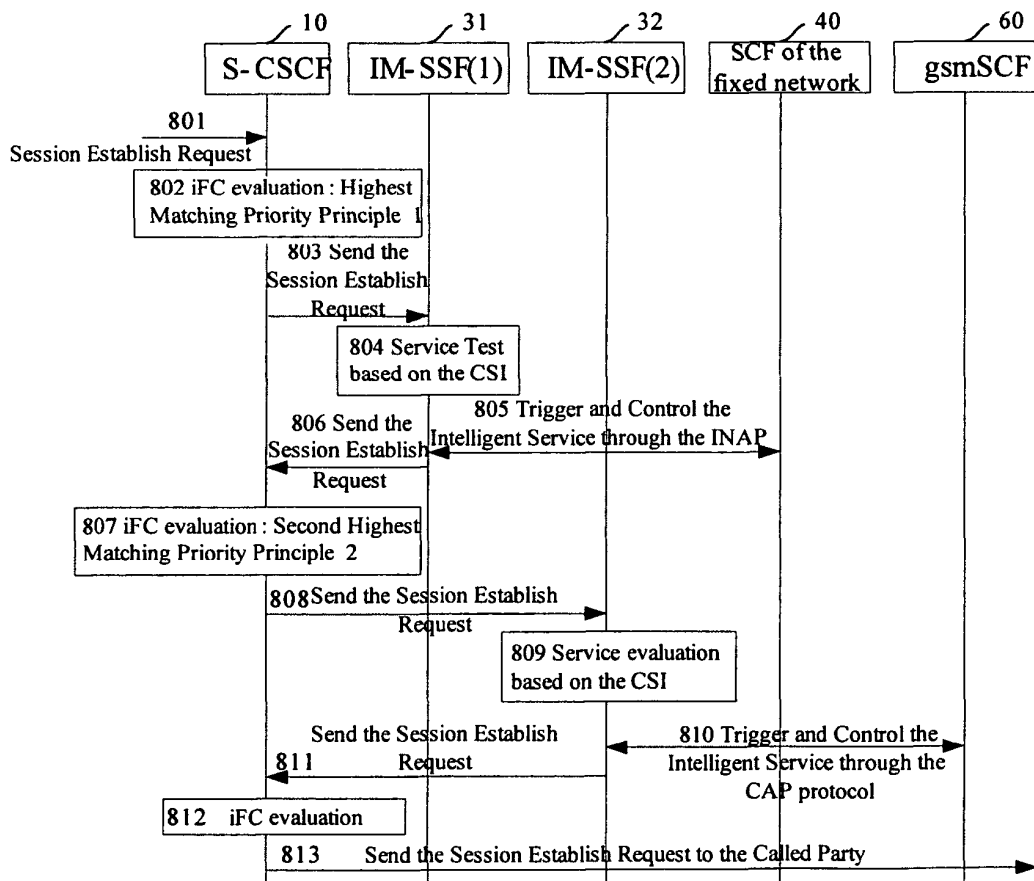 10
31
32
40
60
S-CSCF
IM-SSF(1)
IM-SSF(2)
SCF of the
fixed network
gsmSCF
801
Session Establish Request
802 iFC evaluation : Highest
Matching Priority Principle 1
803 Send the
Session Establish
Request
804 Service Test
based on the CSI
805 Trigger and Control the
Intelligent Service through the INAP
806 Send the
Session Establish
Request
807 iFC evaluation : Second Highest
Matching Priority Principle 2
808 Send the Session Establish
Request
809 Service evaluation
based on the CSI
810 Trigger and Control the
Intelligent Service through the
CAP protocol
Send the Session Establish
811 Request
812 iFC evaluation
813 Send the Session Establish Request to the Called Party